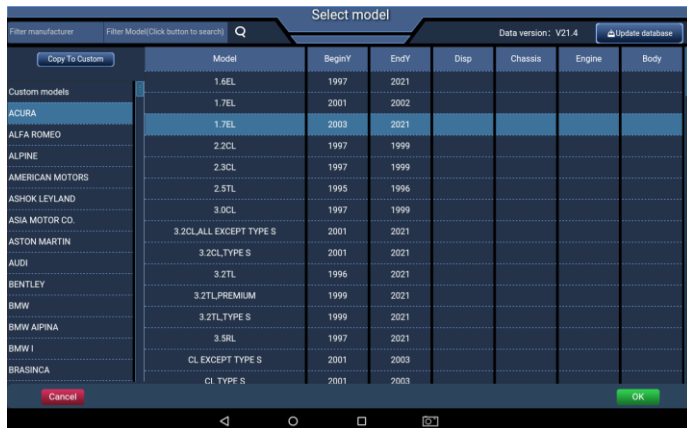 Select model
Filter manufacturer Filter Model(Click button to search) Data version: V21.4 Update database
Copy To Custom Model BeginY EndY Disp Chassis Engine Body
Custom models
ACURA
ALFA ROMEO
ALPINE
AMERICAN MOTORS
ASHOK LEYLAND
ASIA MOTOR CO.
ASTON MARTIN
AUDI
BENTLEY
BMW
BMW AIPINA
BMW I
BRASINCA
1.6EL 1997 2021
1.7EL 2001 2002
1.7EL 2003 2021
2.2CL 1997 1999
2.3CL 1997 1999
2.5TL 1995 1996
3.0CL 1997 1999
3.2CL,ALL EXCEPT TYPE S 2001 2021
3.2CL,TYPE S 2001 2021
3.2TL 1996 2021
3.2TL,PREMIUM 1999 2021
3.2TL,TYPE S 1999 2021
3.5RL 1997 2021
CL EXCEPT TYPE S 2001 2003
CL TYPE S 2001 2003
Cancel OK